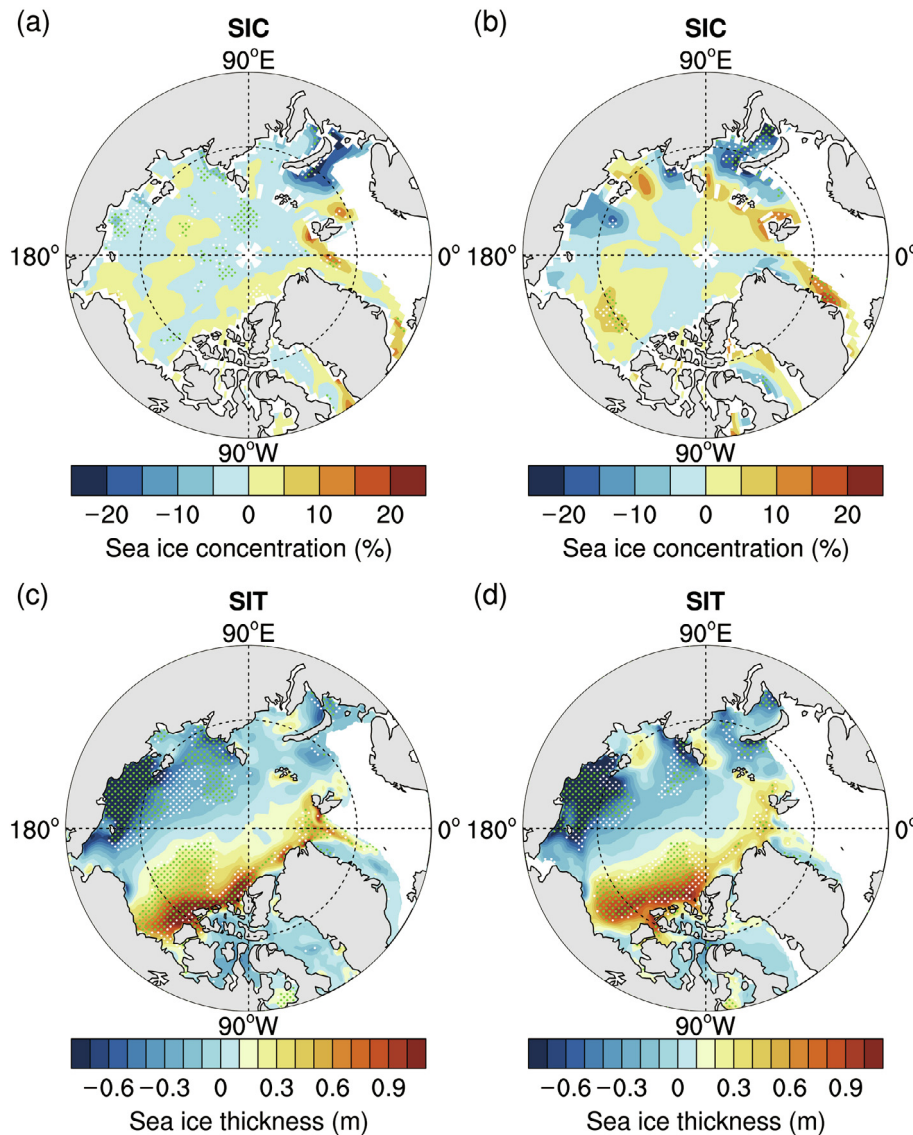 (a) SIC
90°E
180° 0°
90°W
−20 −10 0 10 20
Sea ice concentration (%)
(b) SIC
90°E
180° 0°
90°W
−20 −10 0 10 20
Sea ice concentration (%)
(c) SIT
90°E
180° 0°
90°W
−0.6 −0.3 0 0.3 0.6 0.9
Sea ice thickness (m)
(d) SIT
90°E
180° 0°
90°W
−0.6 −0.3 0 0.3 0.6 0.9
Sea ice thickness (m)